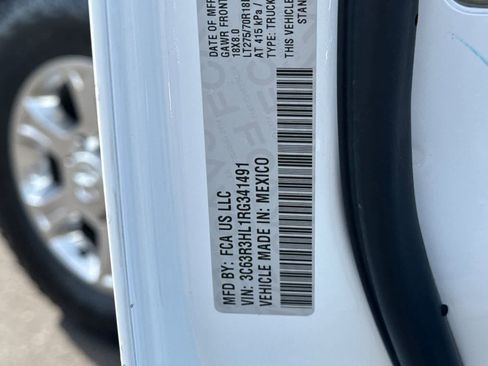 DATE OF MFR
GAWR FRONT
18X8.0
LT275/70R18
AT 415 kPa /
TYPE: TRUCK
THIS VEHICLE
MFD BY: FCA US LLC
VIN: 3C63R3HL1RG341491
VEHICLE MADE IN: MEXICO